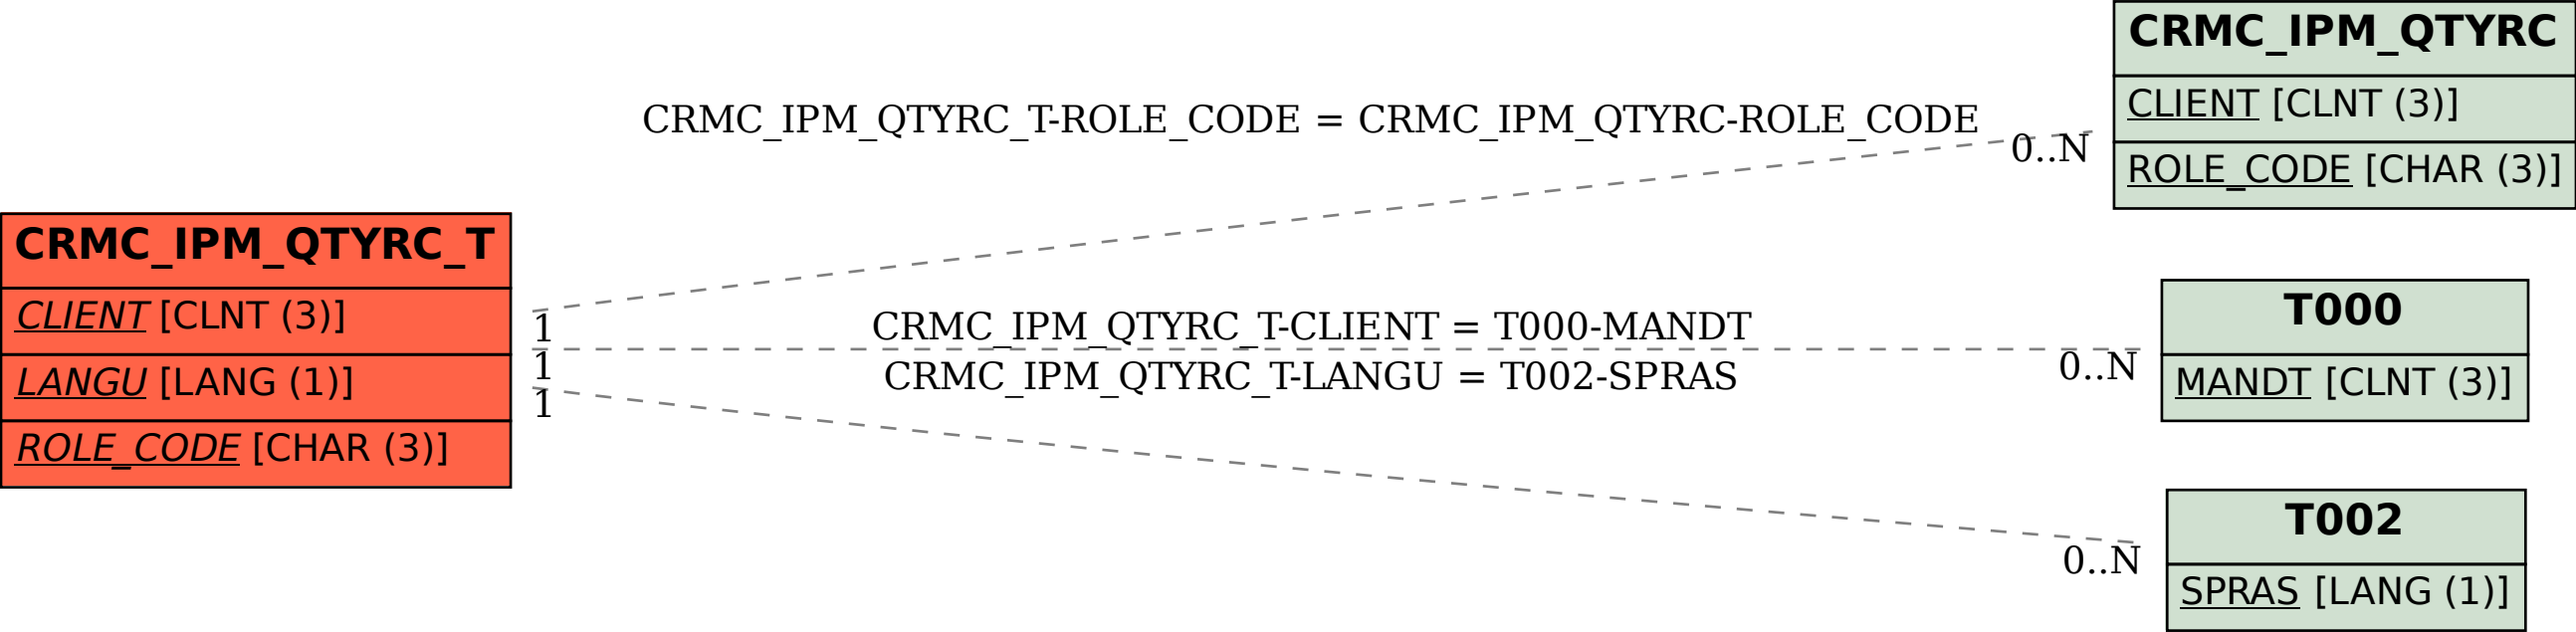 CRMC_IPM_QTYRC_T
CLIENT [CLNT (3)]
LANGU [LANG (1)]
ROLE_CODE [CHAR (3)]
CRMC_IPM_QTYRC_T-ROLE_CODE = CRMC_IPM_QTYRC-ROLE_CODE
1
0..N
CRMC_IPM_QTYRC_T-CLIENT = T000-MANDT
1
0..N
CRMC_IPM_QTYRC_T-LANGU = T002-SPRAS
1
0..N
CRMC_IPM_QTYRC
CLIENT [CLNT (3)]
ROLE_CODE [CHAR (3)]
T000
MANDT [CLNT (3)]
T002
SPRAS [LANG (1)]